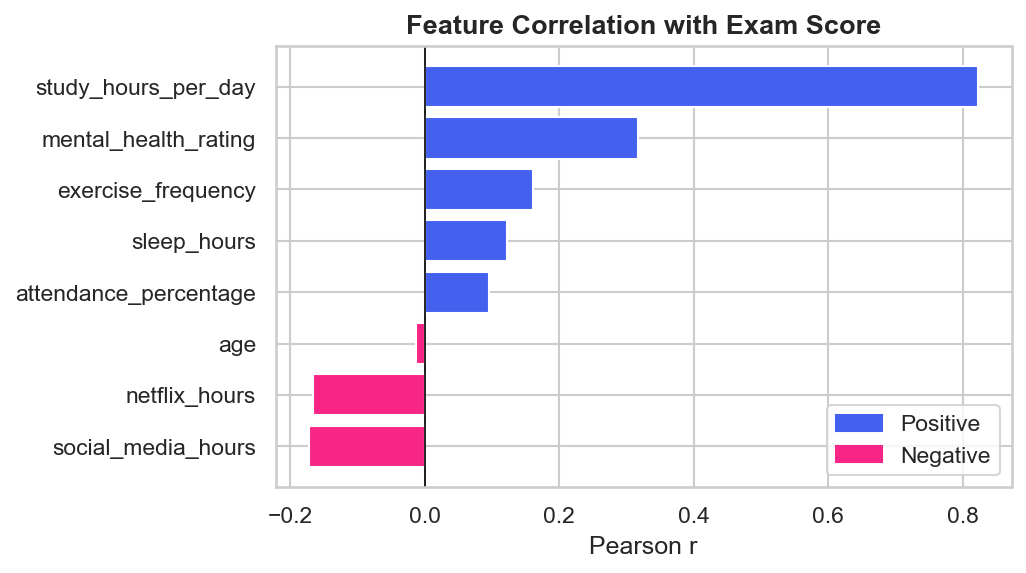 Feature Correlation with Exam Score
study_hours_per_day
mental_health_rating
exercise_frequency
sleep_hours
attendance_percentage
age
netflix_hours
social_media_hours
Positive
Negative
−0.2 0.0 0.2 0.4 0.6 0.8
Pearson r